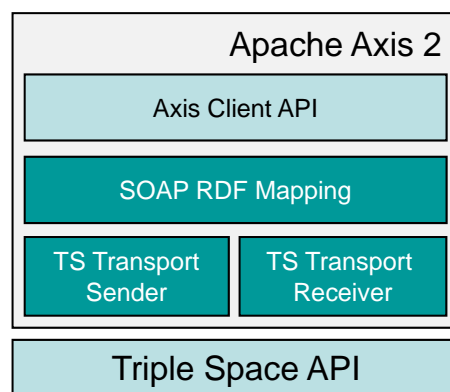 Apache Axis 2
Axis Client API
SOAP RDF Mapping
TS Transport
Sender
TS Transport
Receiver
Triple Space API